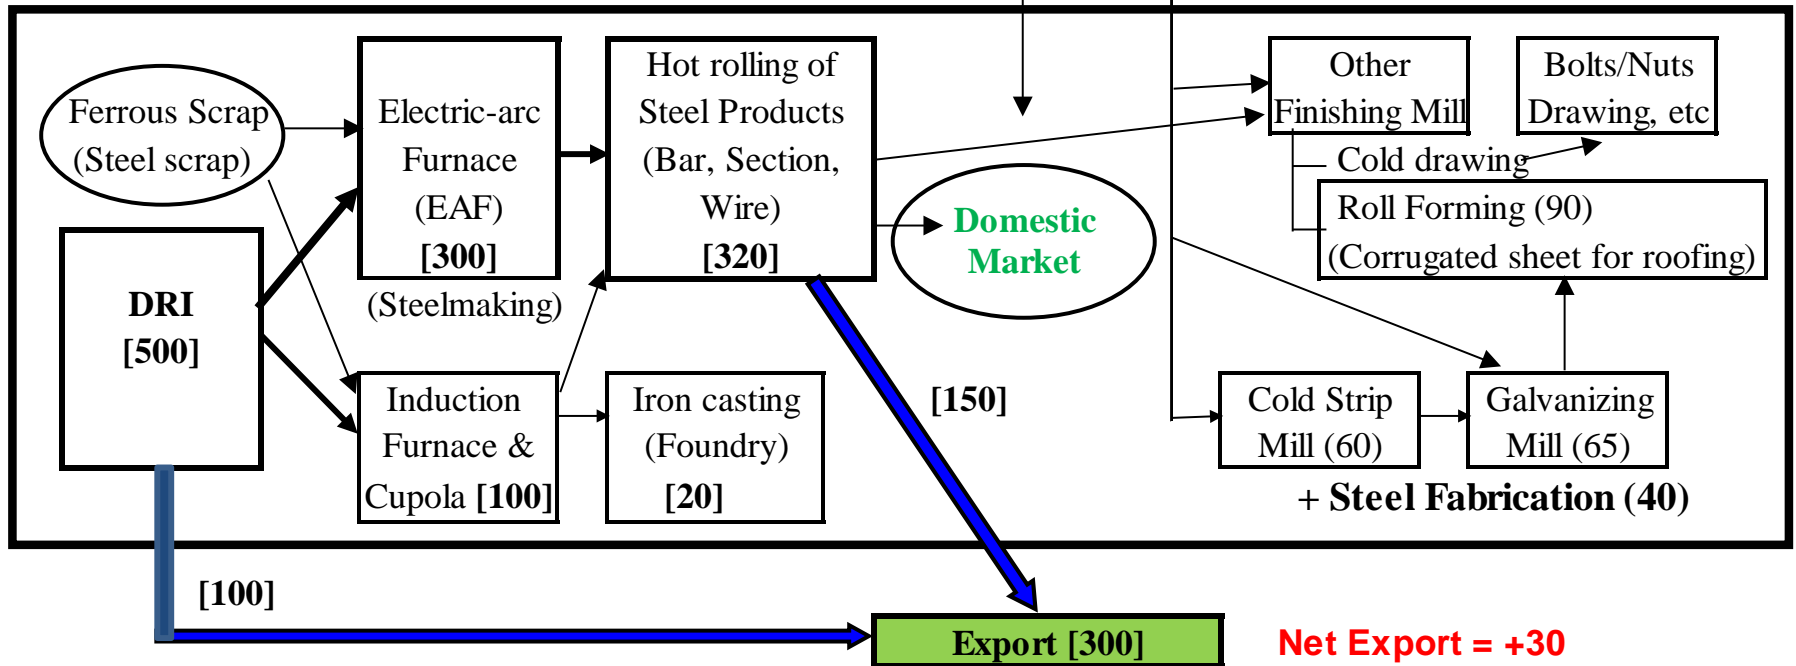 Ferrous Scrap
(Steel scrap)
DRI
[500]
Electric-arc
Furnace
(EAF)
[300]
(Steelmaking)
Induction
Furnace &
Cupola [100]
Hot rolling of
Steel Products
(Bar, Section,
Wire)
[320]
Iron casting
(Foundry)
[20]
Domestic
Market
[150]
Other
Finishing Mill
Bolts/Nuts
Drawing, etc
Cold drawing
Roll Forming (90)
(Corrugated sheet for roofing)
Cold Strip
Mill (60)
Galvanizing
Mill (65)
+ Steel Fabrication (40)
[100]
Export [300]
Net Export = +30